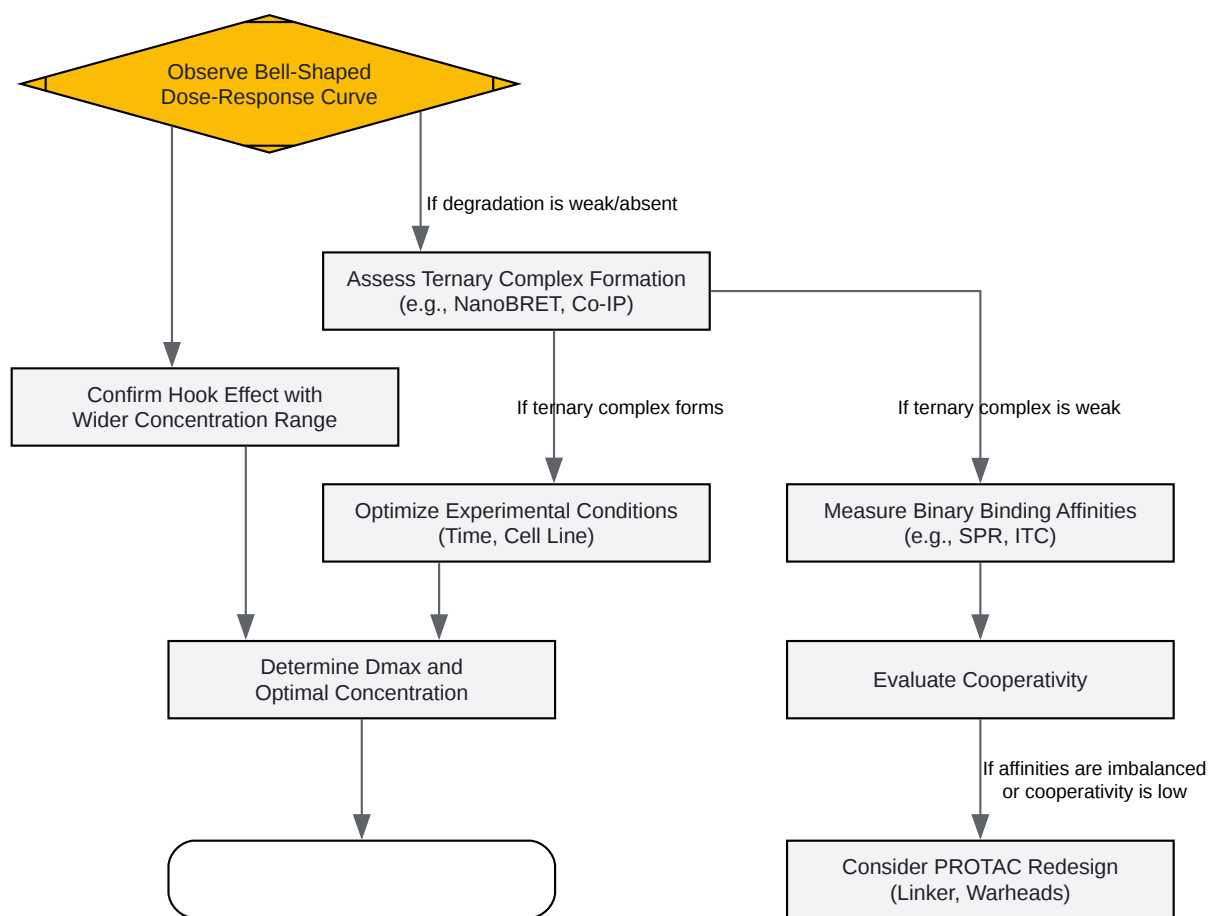 Observe Bell-Shaped
Dose-Response Curve
If degradation is weak/absent
Assess Ternary Complex Formation
(e.g., NanoBRET, Co-IP)
Confirm Hook Effect with
Wider Concentration Range
If ternary complex forms
If ternary complex is weak
Optimize Experimental Conditions
(Time, Cell Line)
Measure Binary Binding Affinities
(e.g., SPR, ITC)
Determine Dmax and
Optimal Concentration
Evaluate Cooperativity
If affinities are imbalanced
or cooperativity is low
Consider PROTAC Redesign
(Linker, Warheads)